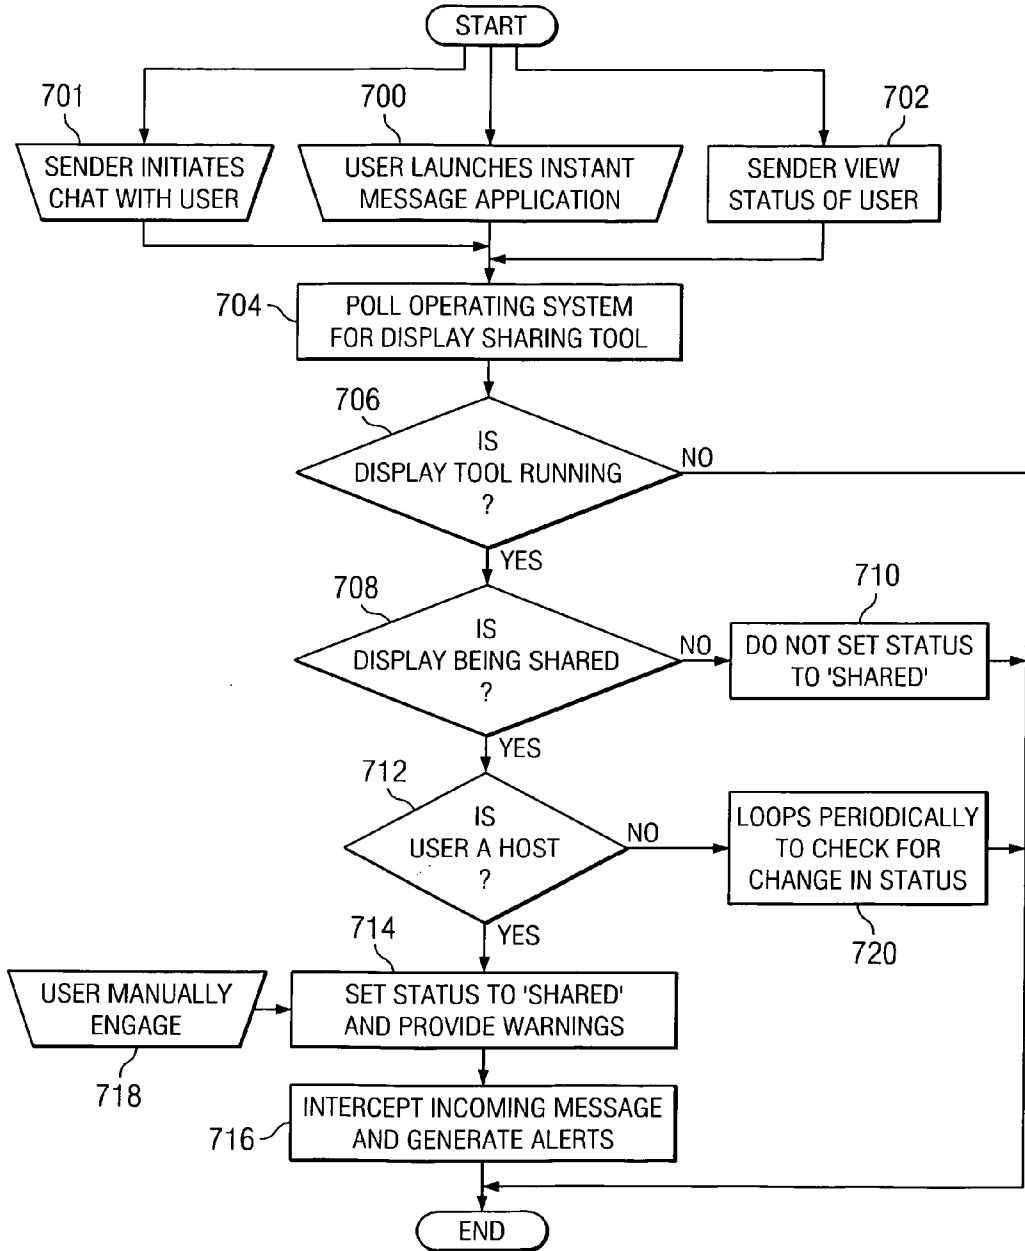 START
701
700
702
SENDER INITIATES
CHAT WITH USER
USER LAUNCHES INSTANT
MESSAGE APPLICATION
SENDER VIEW
STATUS OF USER
704
POLL OPERATING SYSTEM
FOR DISPLAY SHARING TOOL
706
IS
DISPLAY TOOL RUNNING
?
NO
YES
708
IS
DISPLAY BEING SHARED
?
NO
710
DO NOT SET STATUS
TO 'SHARED'
YES
712
IS
USER A HOST
?
NO
LOOPS PERIODICALLY
TO CHECK FOR
CHANGE IN STATUS
720
YES
714
SET STATUS TO 'SHARED'
AND PROVIDE WARNINGS
USER MANUALLY
ENGAGE
718
716
INTERCEPT INCOMING MESSAGE
AND GENERATE ALERTS
END